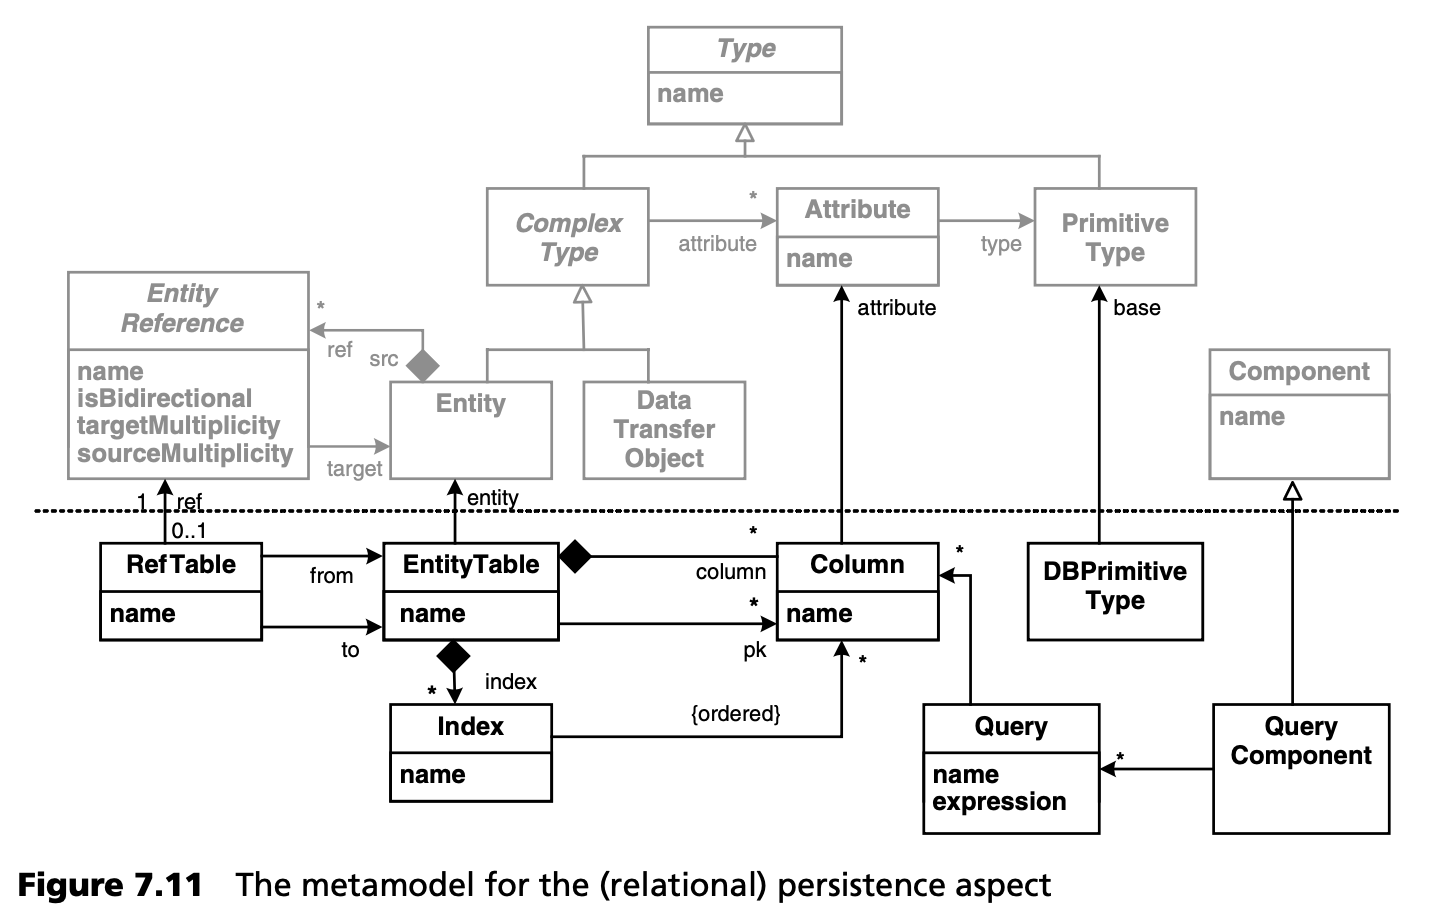 Type
name
Complex
Type
*
attribute
Attribute
name
type
Primitive
Type
Entity
Reference
name
isBidirectional
targetMultiplicity
sourceMultiplicity
*
ref
src
target
Entity
Data
Transfer
Object
attribute
base
Component
name
1
ref
0..1
entity
RefTable
name
from
to
EntityTable
name
*
column
*
pk
Column
name
*
DBPrimitive
Type
*
index
{ordered}
*
Index
name
Query
name
expression
*
Query
Component
Figure 7.11 The metamodel for the (relational) persistence aspect